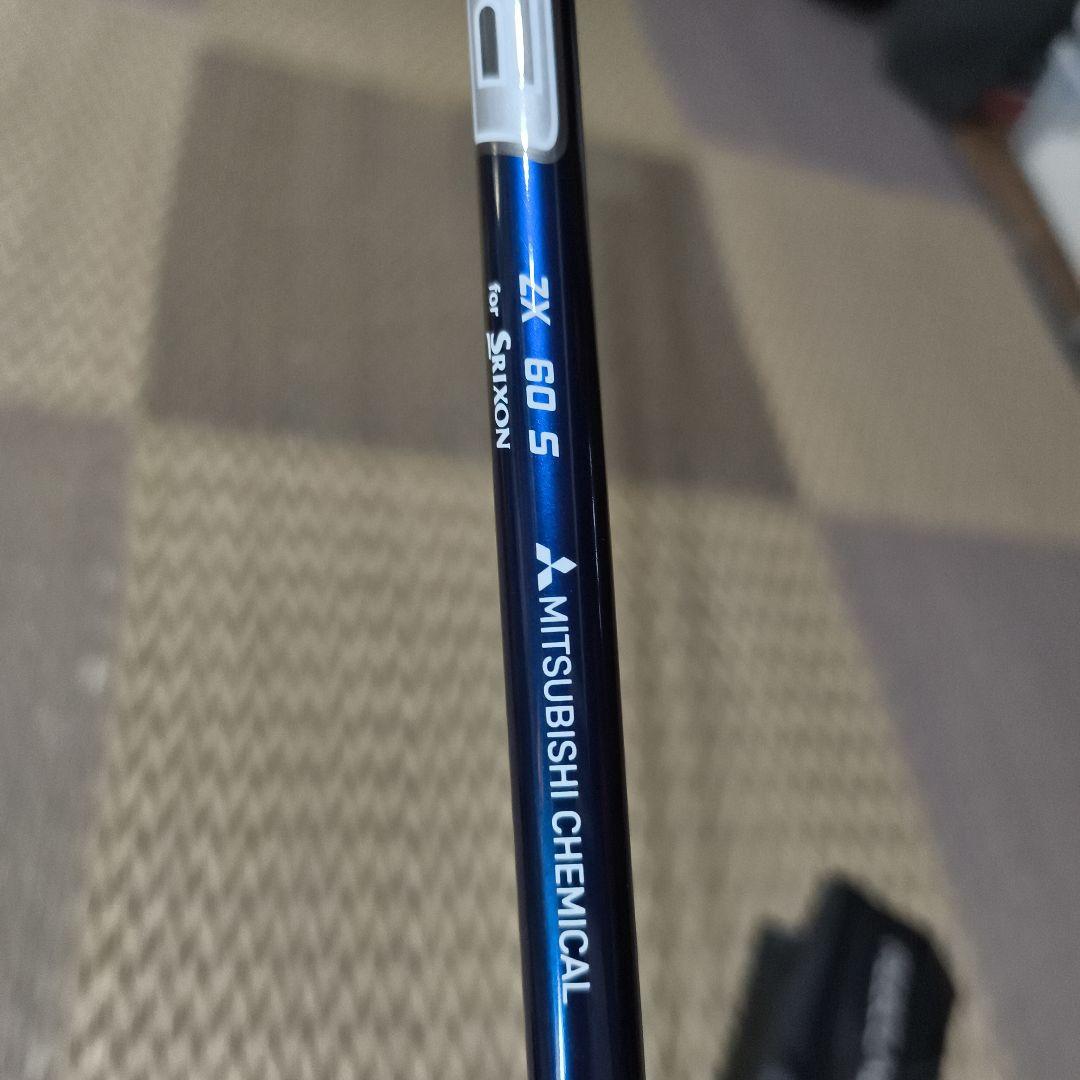 ZX 60 S
for SRIXON
MITSUBISHI CHEMICAL